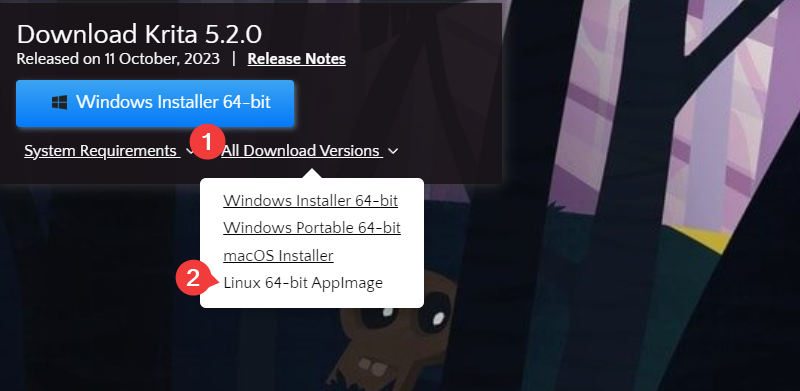 Download Krita 5.2.0
Released on 11 October, 2023 | Release Notes
Windows Installer 64-bit
System Requirements 1 All Download Versions
Windows Installer 64-bit
Windows Portable 64-bit
macOS Installer
2 Linux 64-bit AppImage